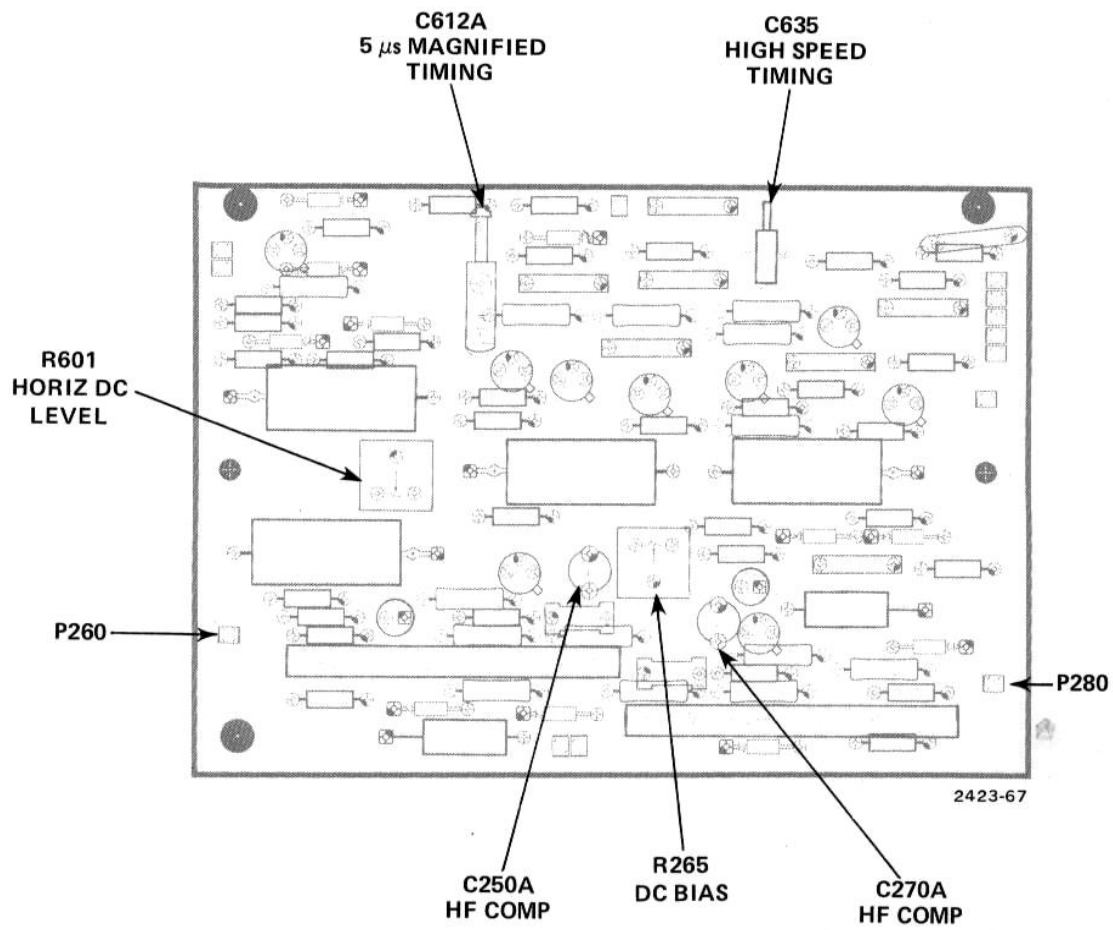 C612A
5 μs MAGNIFIED
TIMING
C635
HIGH SPEED
TIMING
R601
HORIZ DC
LEVEL
P260
P280
2423-67
C250A
HF COMP
R265
DC BIAS
C270A
HF COMP